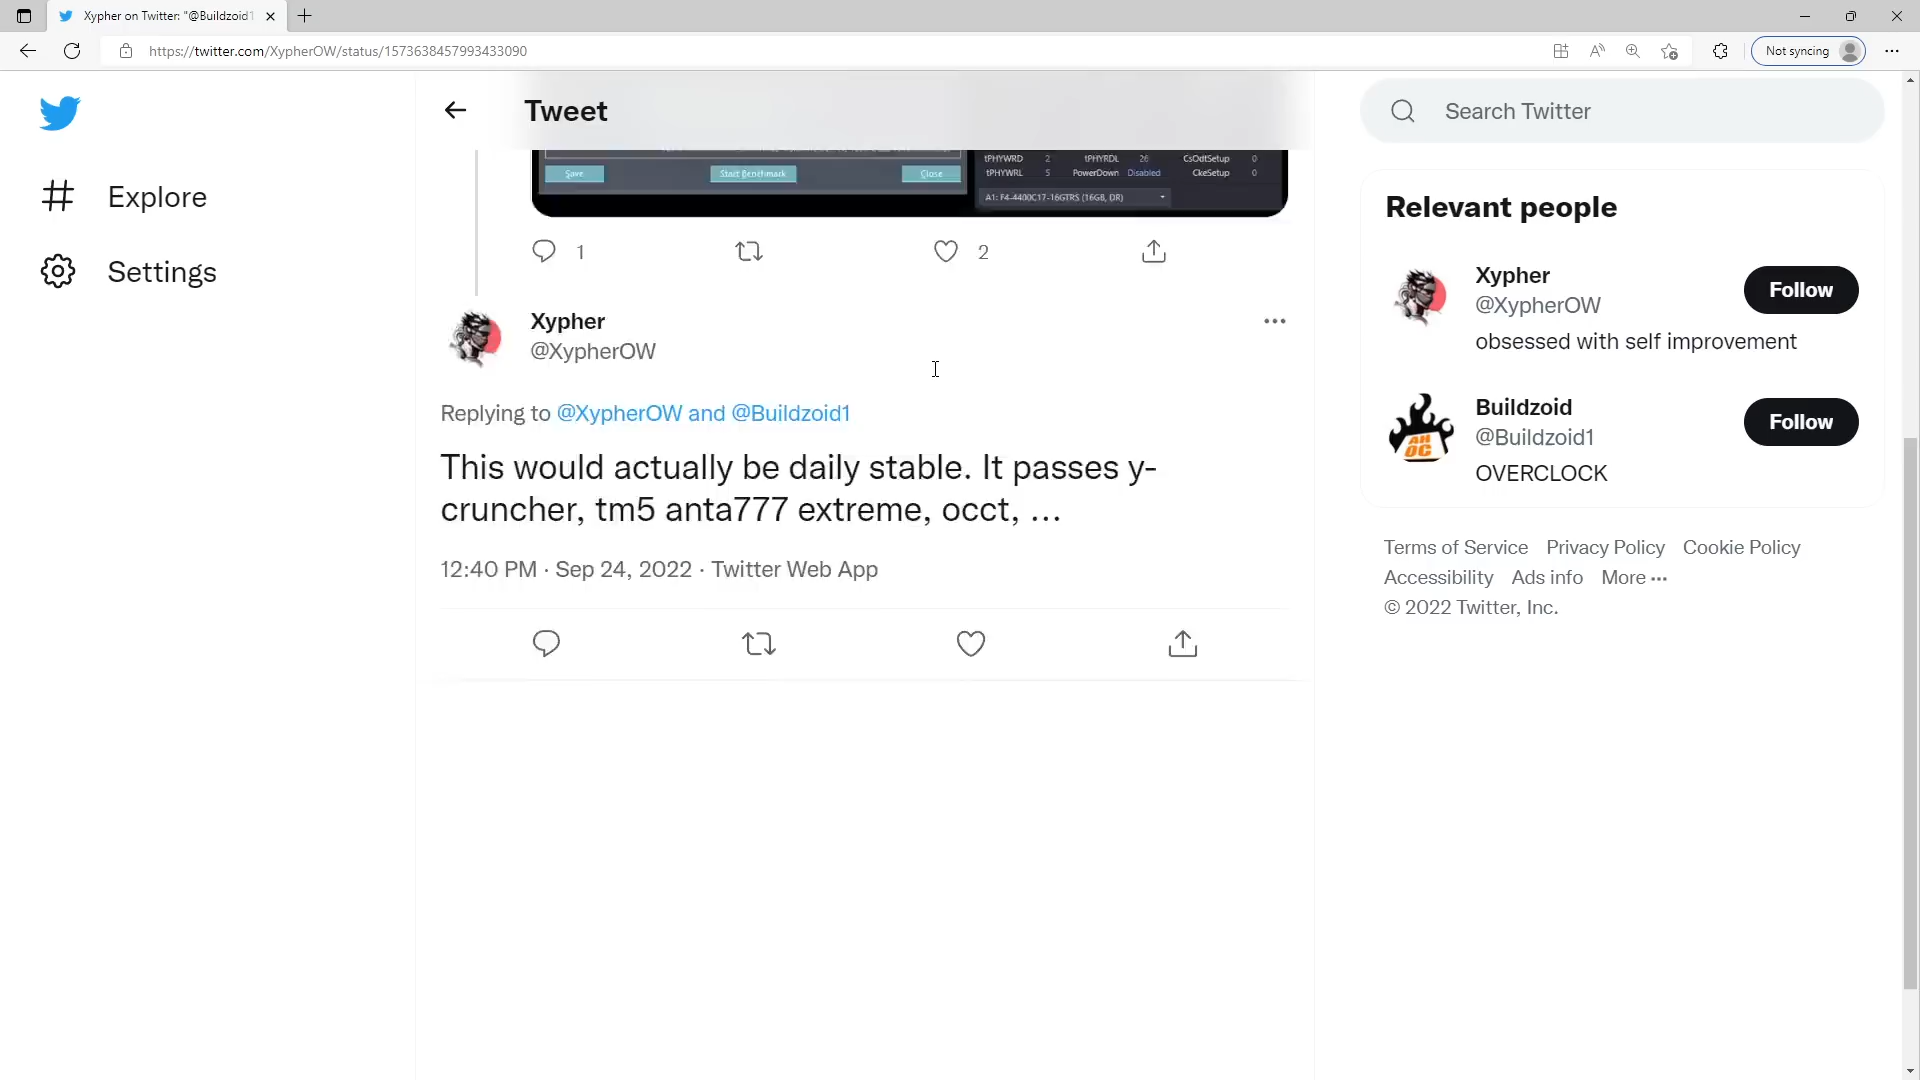 Xypher on Twitter: "@Buildzoid1
https://twitter.com/XypherOW/status/1573638457993433090
Not syncing
Tweet
Search Twitter
Explore
Settings
tPHYWRD 2 tPHYRDL 26 CsOdtSetup 0
tPHYWRL 5 PowerDown Disabled CkeSetup 0
Save Start Benchmark Close
A1: F4-4400C17-16GTRS (16GB, DR)
1 2
Xypher
@XypherOW
Replying to @XypherOW and @Buildzoid1
This would actually be daily stable. It passes y-
cruncher, tm5 anta777 extreme, occt, ...
12:40 PM · Sep 24, 2022 · Twitter Web App
Relevant people
Xypher
@XypherOW
Follow
obsessed with self improvement
AH
OC
Buildzoid
@Buildzoid1
Follow
OVERCLOCK
Terms of Service Privacy Policy Cookie Policy
Accessibility Ads info More ···
© 2022 Twitter, Inc.